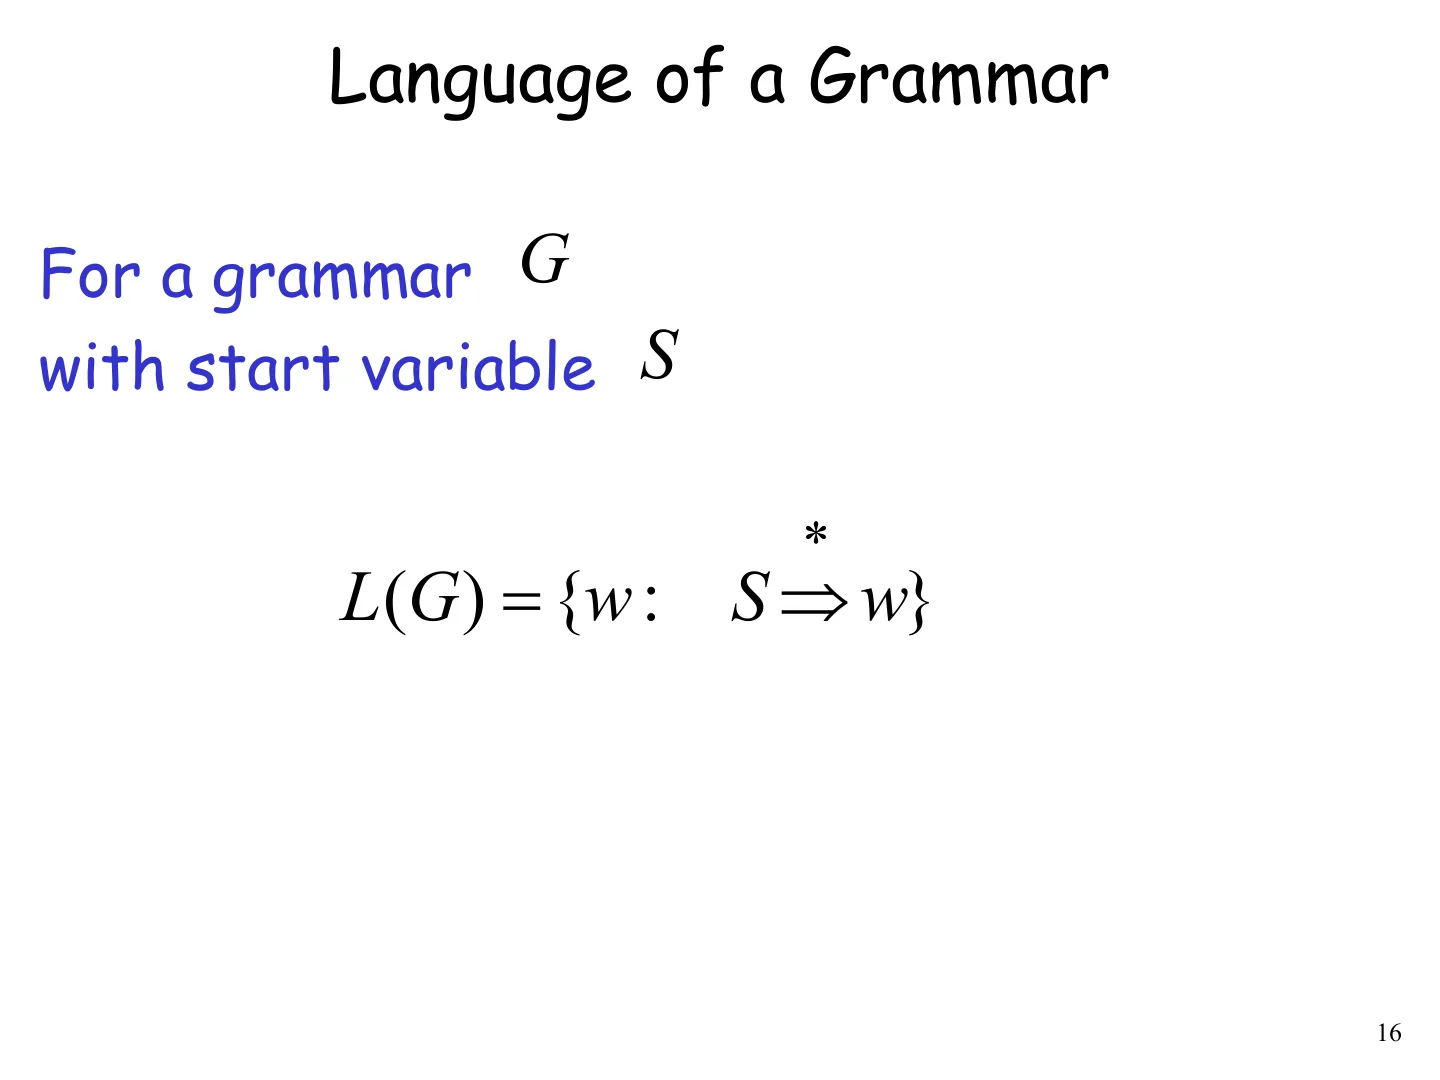 Language of a Grammar
For a grammar G
with start variable S
L(G) = {w : S ⇒* w}
16